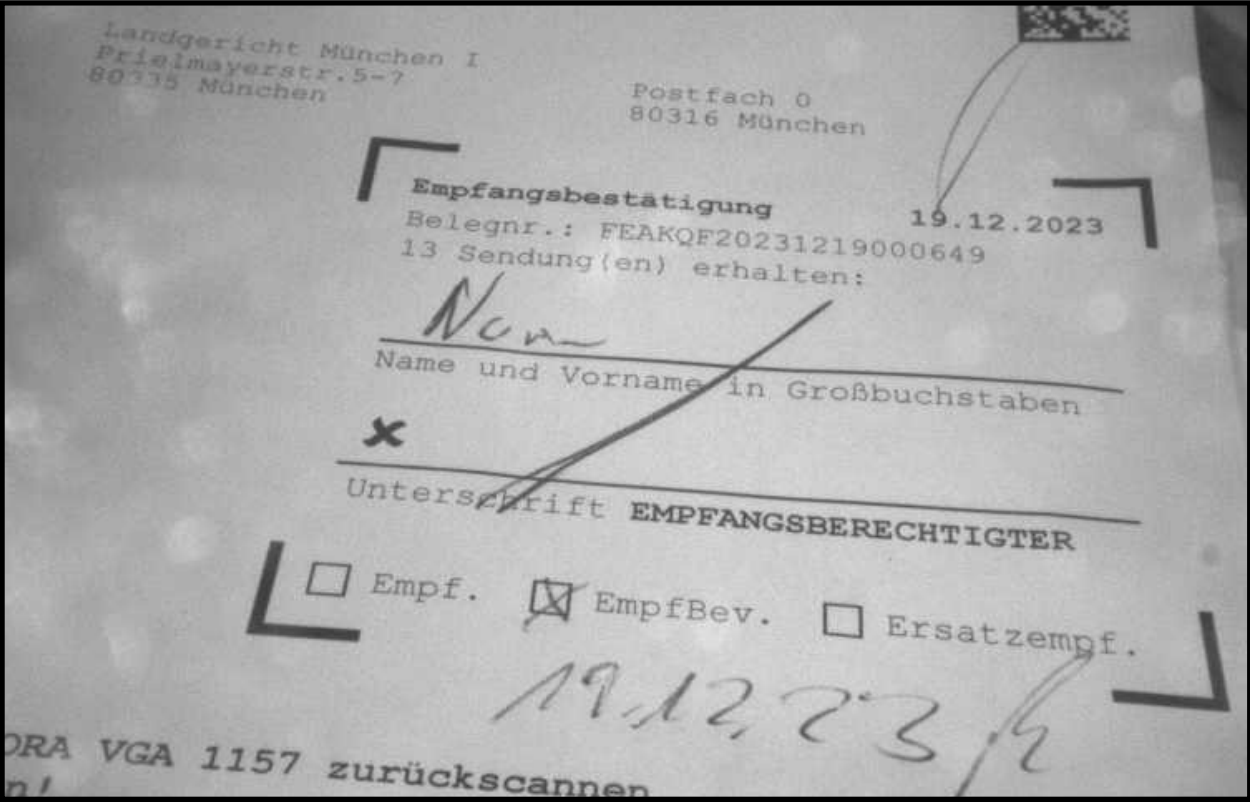 Landgericht München I
Prielmayerstr.5-7
80335 München
Postfach 0
80316 München
Empfangsbestätigung
19.12.2023
Belegnr.: FEAKQF20231219000649
13 Sendung(en) erhalten:
Name und Vorname in Großbuchstaben
x
Unterschrift EMPFANGSBERECHTIGTER
Empf. EmpfBev. Ersatzempf.
19.12.23
VGA 1157 zurückscannen